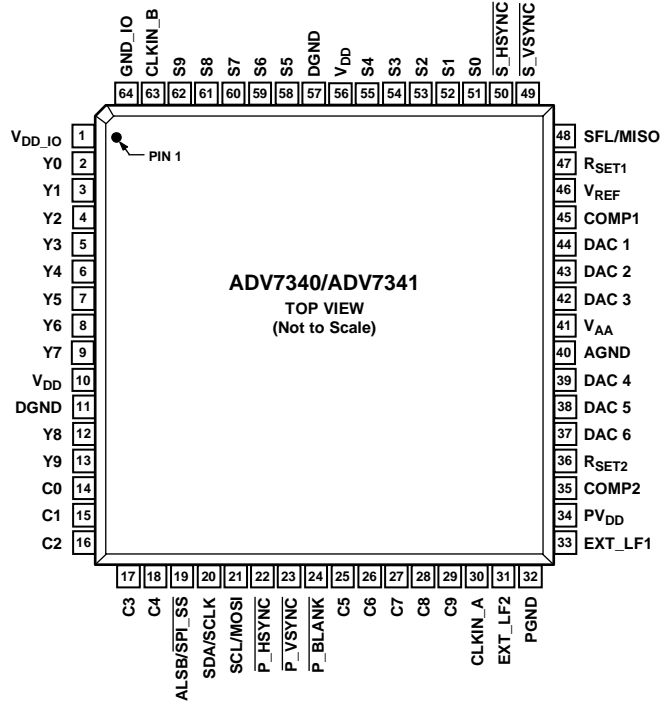 GND_IO
CLKIN_B
S9
S8
S7
S6
S5
DGND
VDD
S4
S3
S2
S1
S0
S_HSYNC
S_VSYNC
64 63 62 61 60 59 58 57 56 55 54 53 52 51 50 49
VDD_IO 1
Y0 2
Y1 3
Y2 4
Y3 5
Y4 6
Y5 7
Y6 8
Y7 9
VDD 10
DGND 11
Y8 12
Y9 13
C0 14
C1 15
C2 16
PIN 1
ADV7340/ADV7341
TOP VIEW
(Not to Scale)
48 SFL/MISO
47 RSET1
46 VREF
45 COMP1
44 DAC 1
43 DAC 2
42 DAC 3
41 VAA
40 AGND
39 DAC 4
38 DAC 5
37 DAC 6
36 RSET2
35 COMP2
34 PVDD
33 EXT_LF1
17 18 19 20 21 22 23 24 25 26 27 28 29 30 31 32
C3
C4
ALSB/SPI_SS
SDA/SCLK
SCL/MOSI
P_HSYNC
P_VSYNC
P_BLANK
C5
C6
C7
C8
C9
CLKIN_A
EXT_LF2
PGND